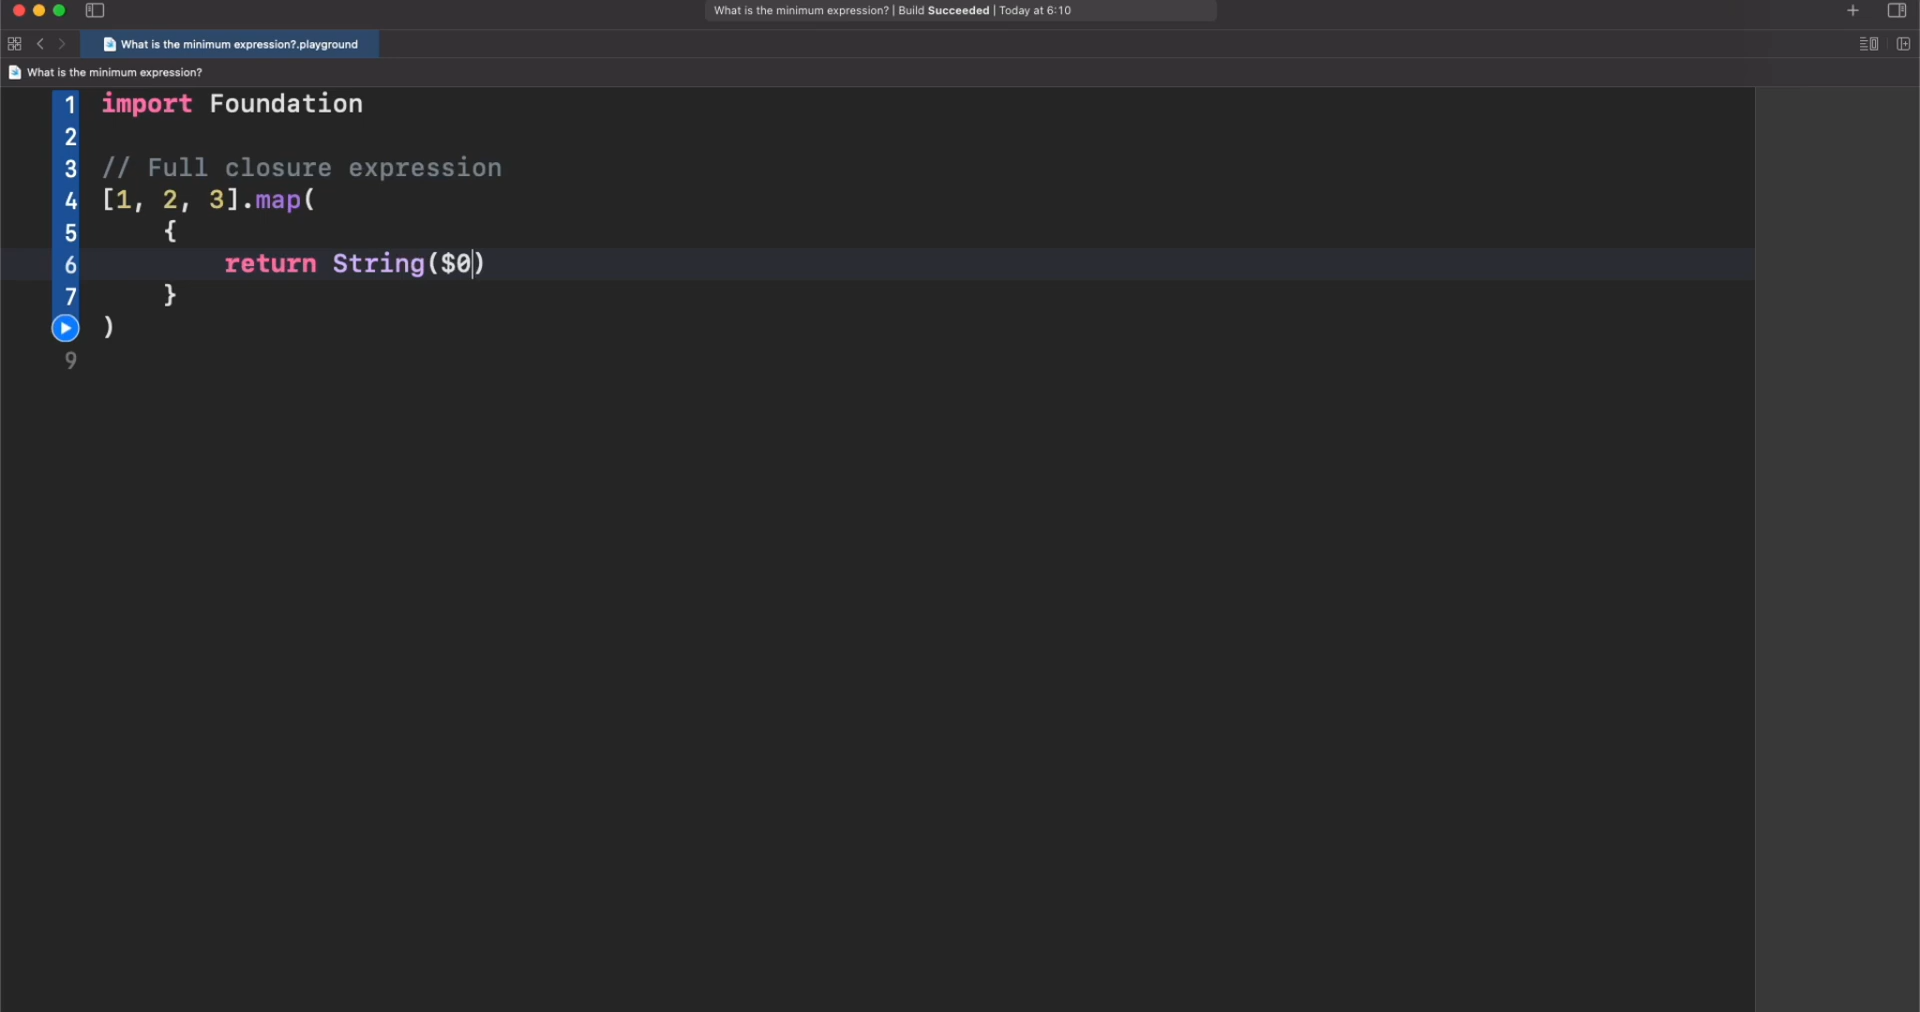 What is the minimum expression? | Build Succeeded | Today at 6:10
What is the minimum expression?.playground
What is the minimum expression?
1 import Foundation
2
3 // Full closure expression
4 [1, 2, 3].map(
5 {
6 return String($0)
7 }
)
9